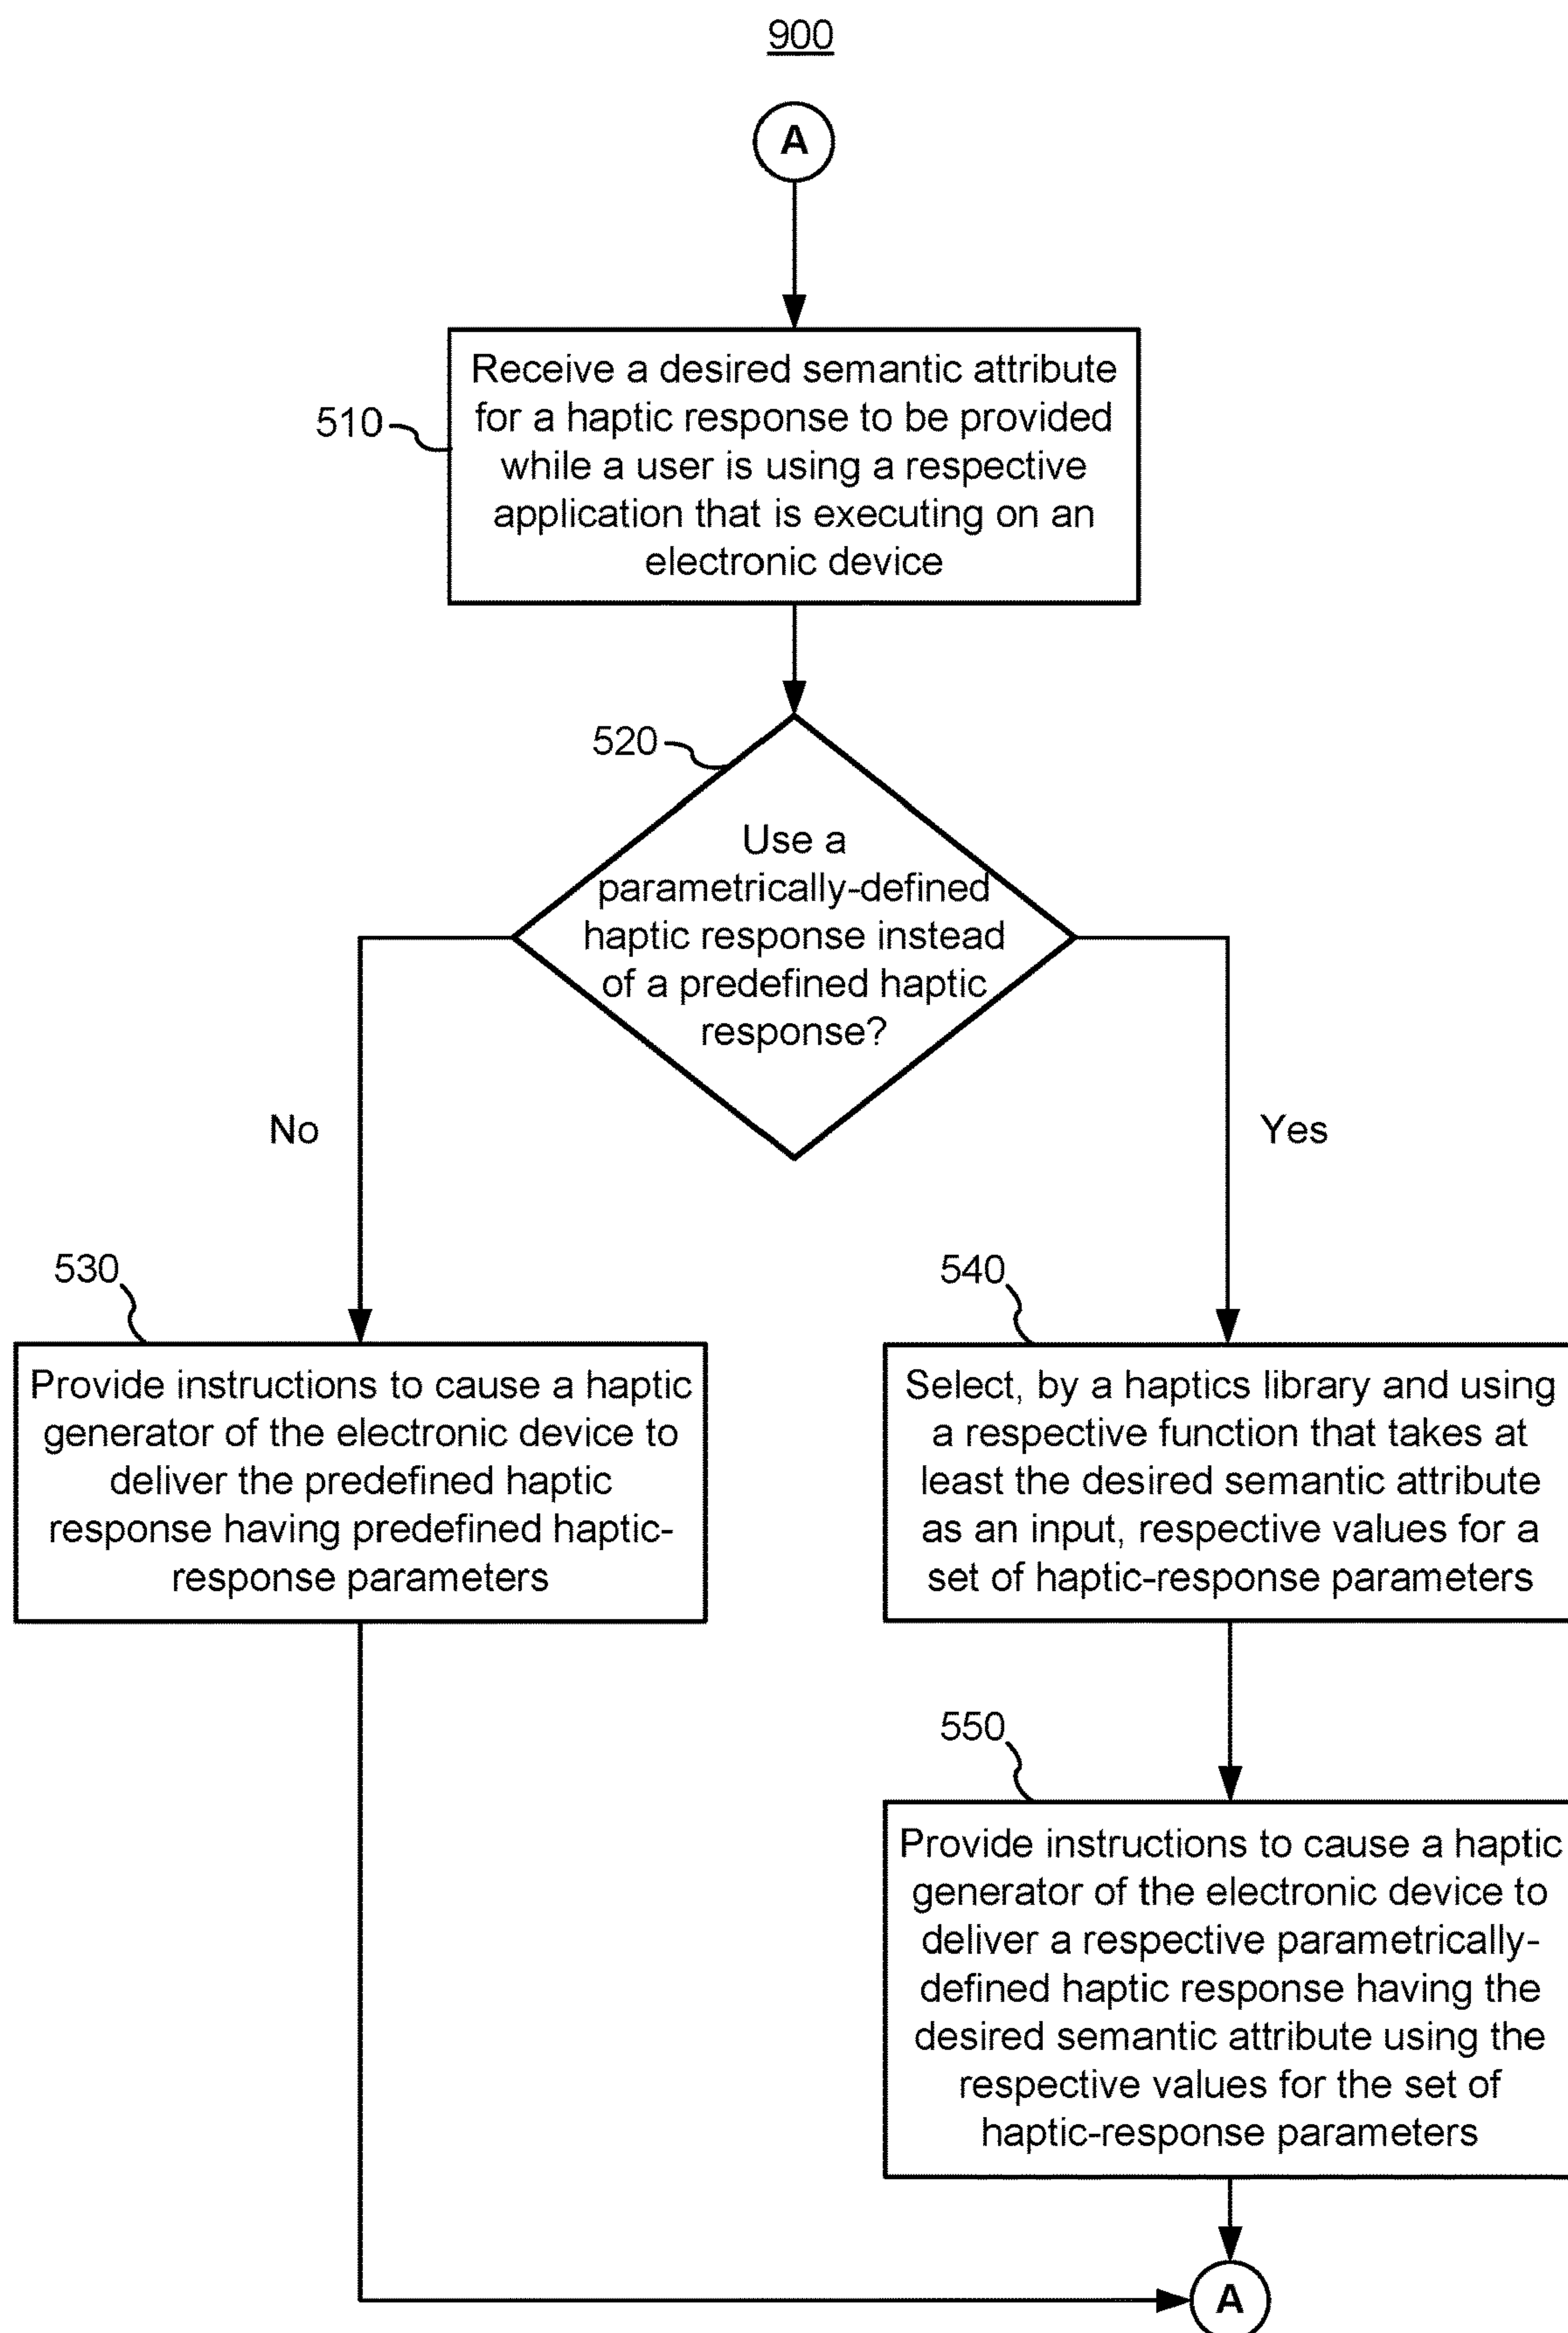 900
A
510
Receive a desired semantic attribute
for a haptic response to be provided
while a user is using a respective
application that is executing on an
electronic device
520
Use a
parametrically-defined
haptic response instead
of a predefined haptic
response?
No
Yes
530
Provide instructions to cause a haptic
generator of the electronic device to
deliver the predefined haptic
response having predefined haptic-
response parameters
540
Select, by a haptics library and using
a respective function that takes at
least the desired semantic attribute
as an input, respective values for a
set of haptic-response parameters
550
Provide instructions to cause a haptic
generator of the electronic device to
deliver a respective parametrically-
defined haptic response having the
desired semantic attribute using the
respective values for the set of
haptic-response parameters
A